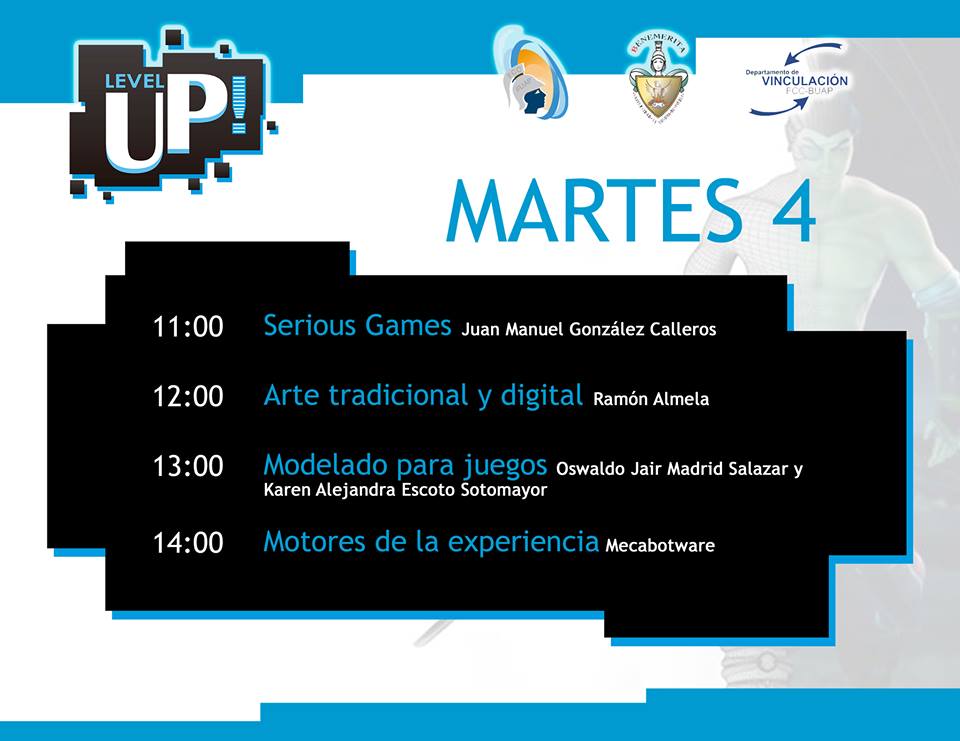 LEVEL
UP!
BENEMERITA
Departamento de
VINCULACIÓN
FCC-BUAP
MARTES 4
11:00 Serious Games Juan Manuel González Calleros
12:00 Arte tradicional y digital Ramón Almela
13:00 Modelado para juegos Oswaldo Jair Madrid Salazar y
Karen Alejandra Escoto Sotomayor
14:00 Motores de la experiencia Mecabotware